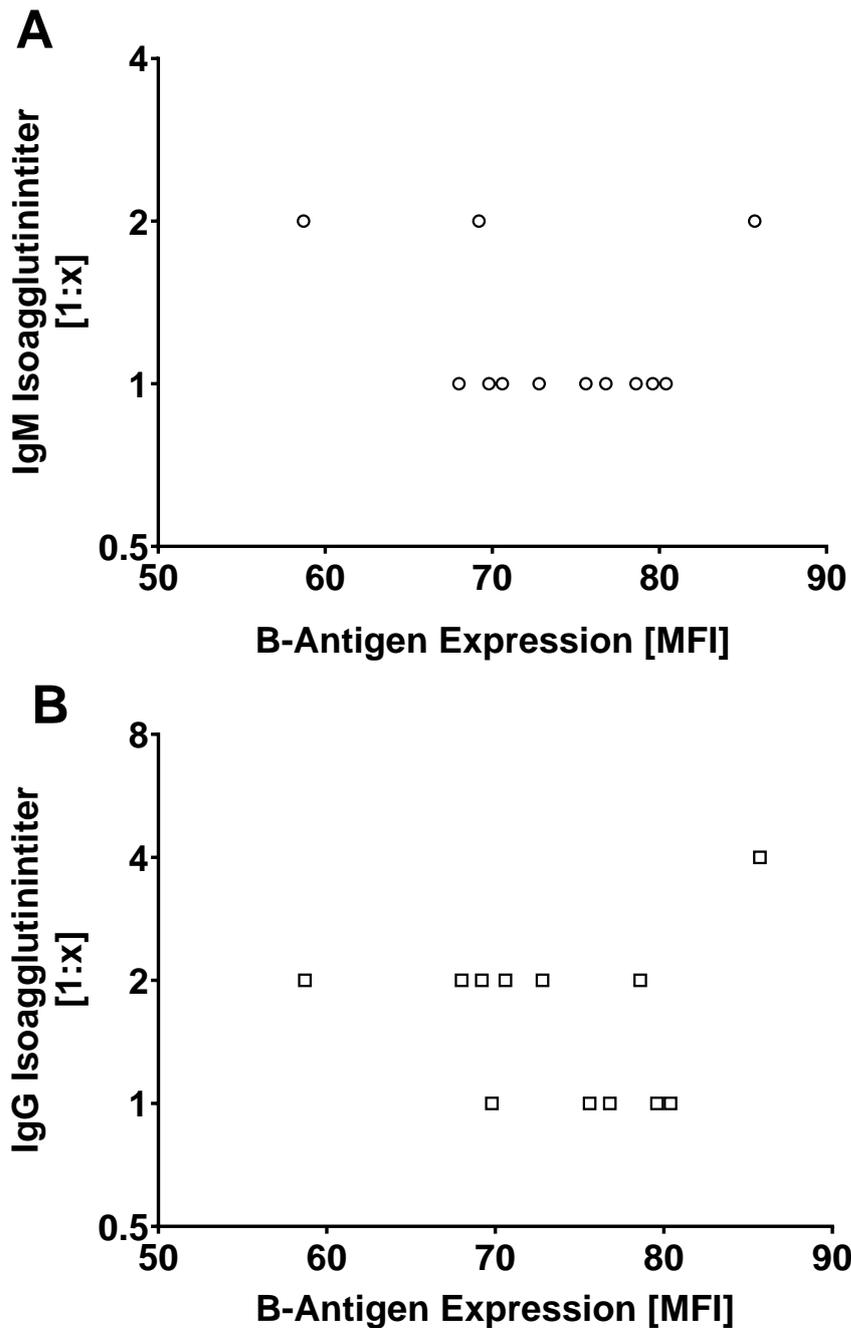 A
4
2
1
0.5
IgM Isoagglutinintiter
[1:x]
50 60 70 80 90
B-Antigen Expression [MFI]
B
8
4
2
1
0.5
IgG Isoagglutinintiter
[1:x]
50 60 70 80 90
B-Antigen Expression [MFI]